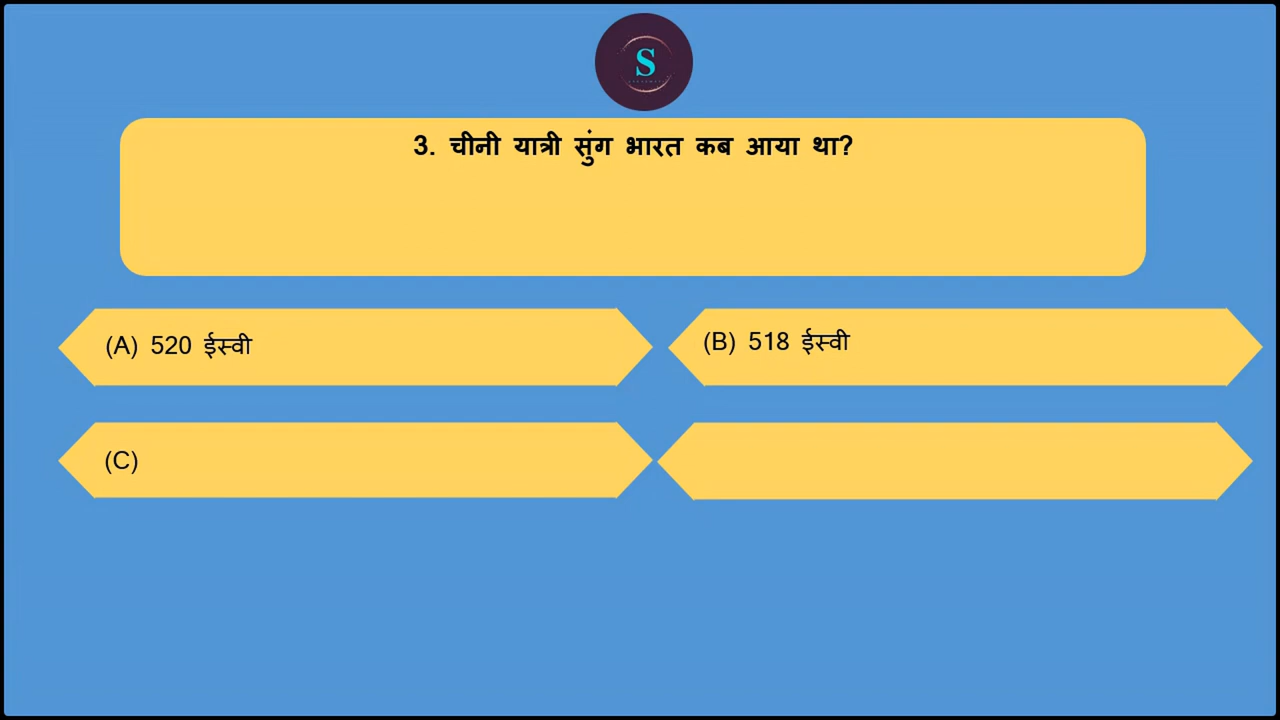 S
3. चीनी यात्री सुंग भारत कब आया था?
(A) 520 ईस्वी
(B) 518 ईस्वी
(C)